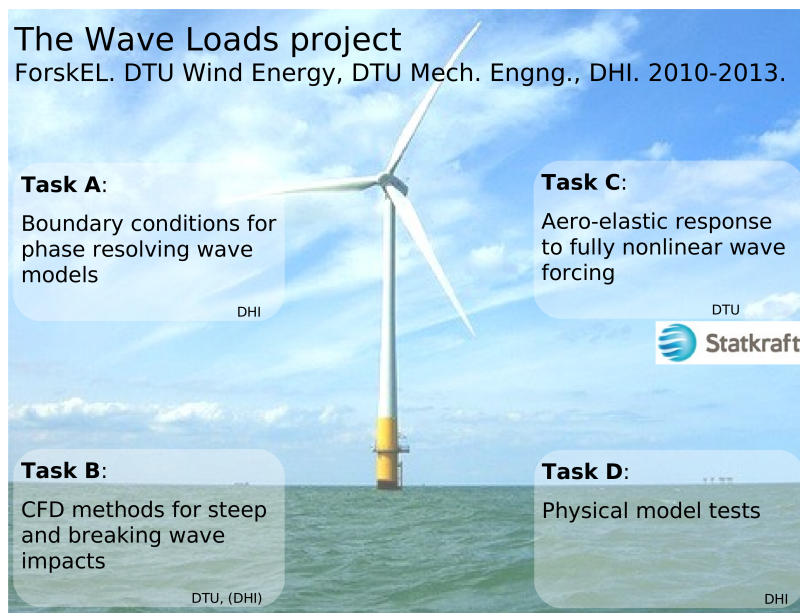 The Wave Loads project
ForskEL. DTU Wind Energy, DTU Mech. Engng., DHI. 2010-2013.
Task A:
Boundary conditions for
phase resolving wave
models
DHI
Task C:
Aero-elastic response
to fully nonlinear wave
forcing
DTU
Statkraft
Task B:
CFD methods for steep
and breaking wave
impacts
DTU, (DHI)
Task D:
Physical model tests
DHI